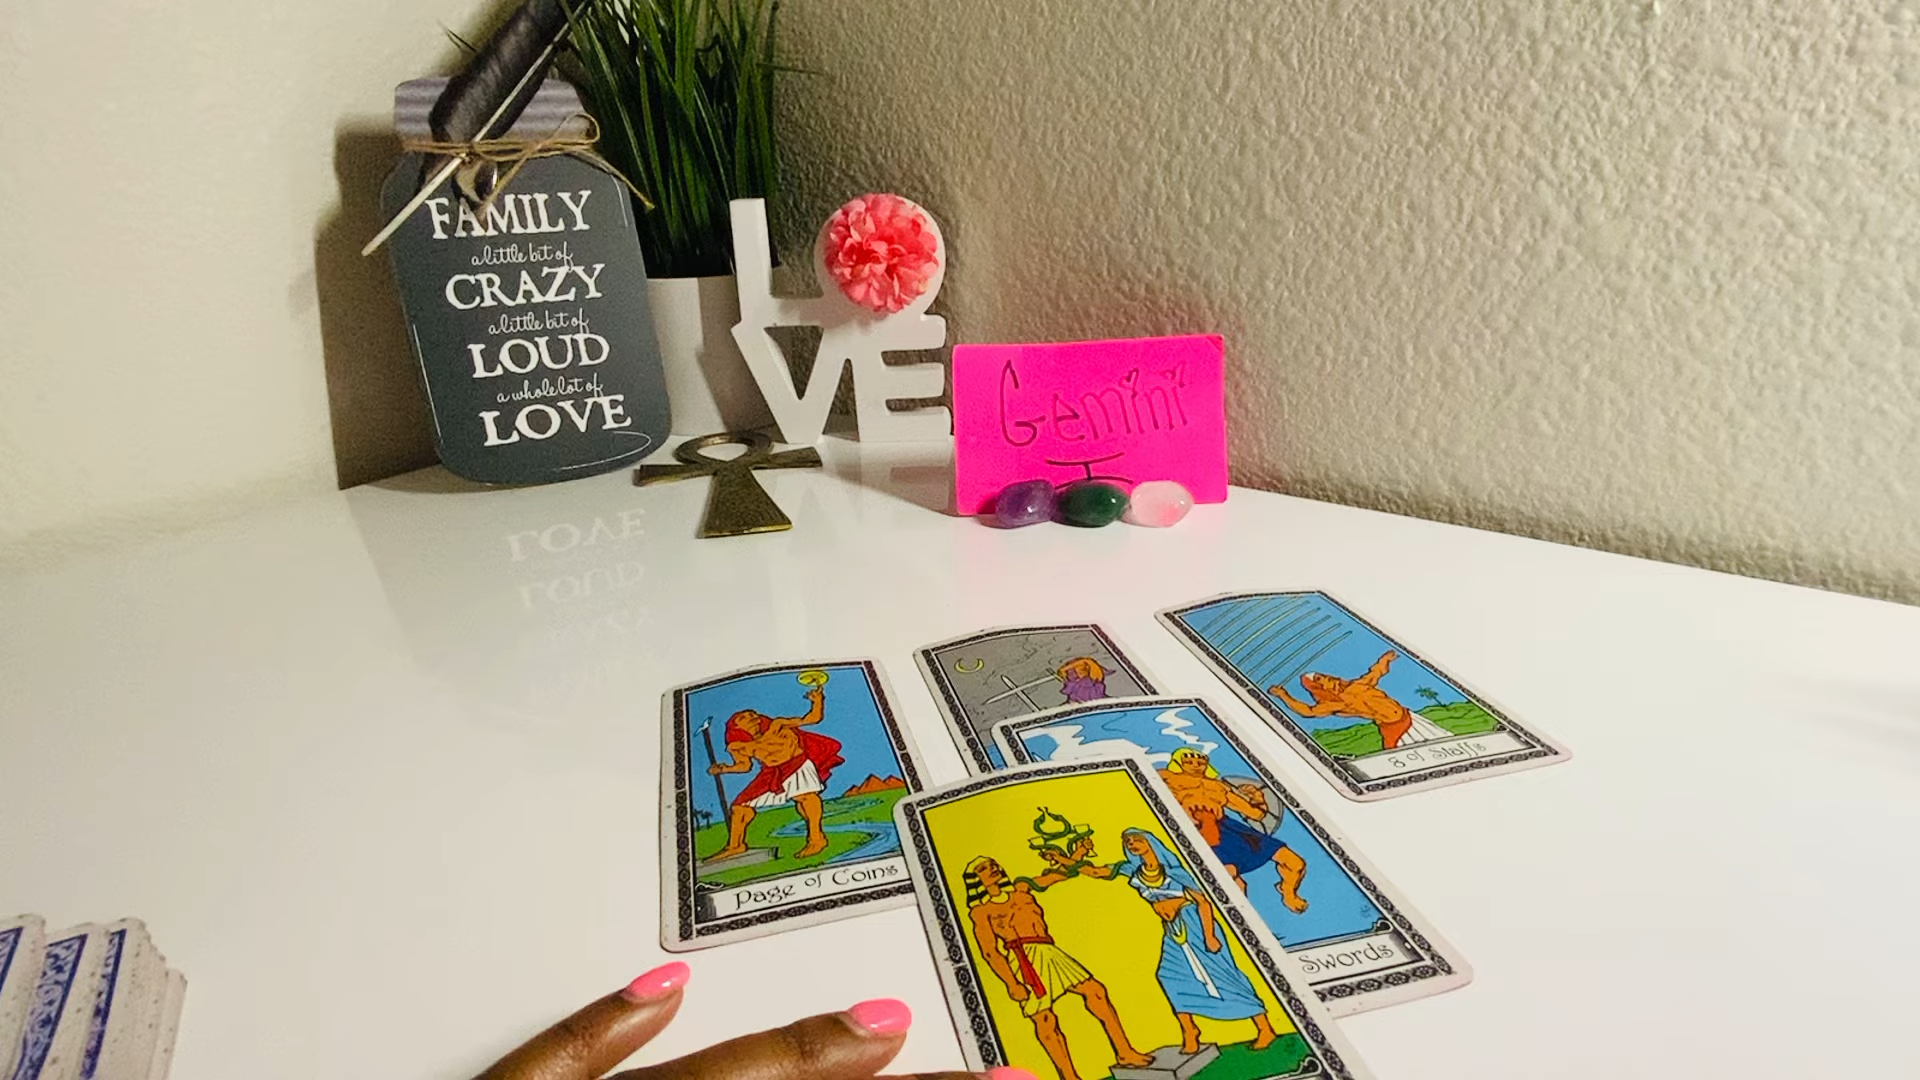 FAMILY
a little bit of
CRAZY
a little bit of
LOUD
a whole lot of
LOVE
LOVE
Gemini
Page of Coins
8 of Staffs
Swords